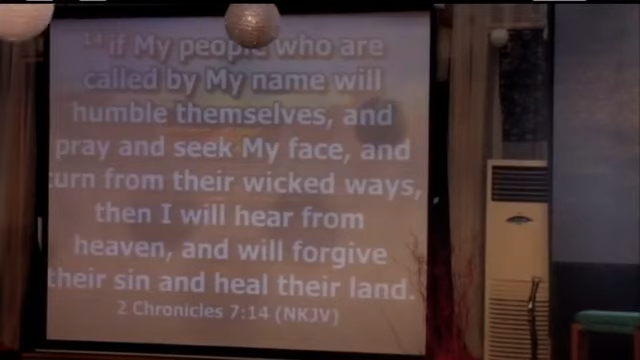 14 if My people who are
called by My name will
humble themselves, and
pray and seek My face, and
turn from their wicked ways,
then I will hear from
heaven, and will forgive
their sin and heal their land.
2 Chronicles 7:14 (NKJV)